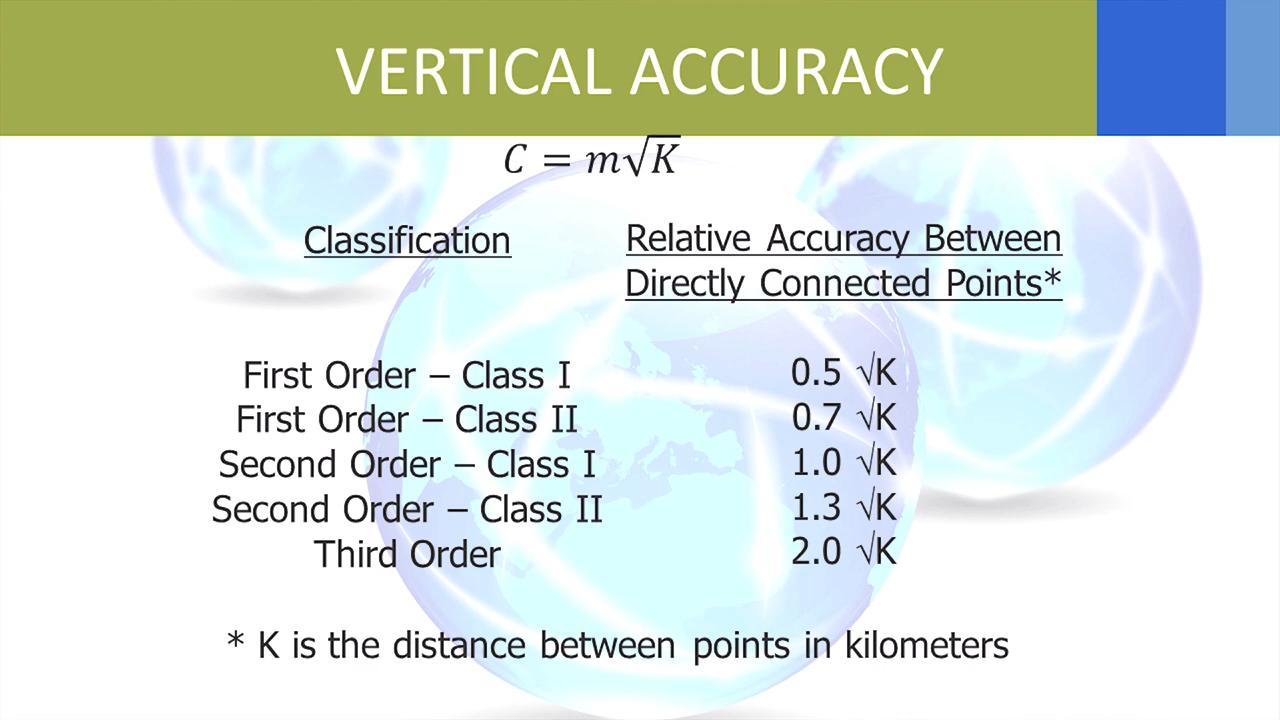 VERTICAL ACCURACY
C = m√K
Classification
Relative Accuracy Between
Directly Connected Points*
First Order – Class I 0.5 √K
First Order – Class II 0.7 √K
Second Order – Class I 1.0 √K
Second Order – Class II 1.3 √K
Third Order 2.0 √K
* K is the distance between points in kilometers